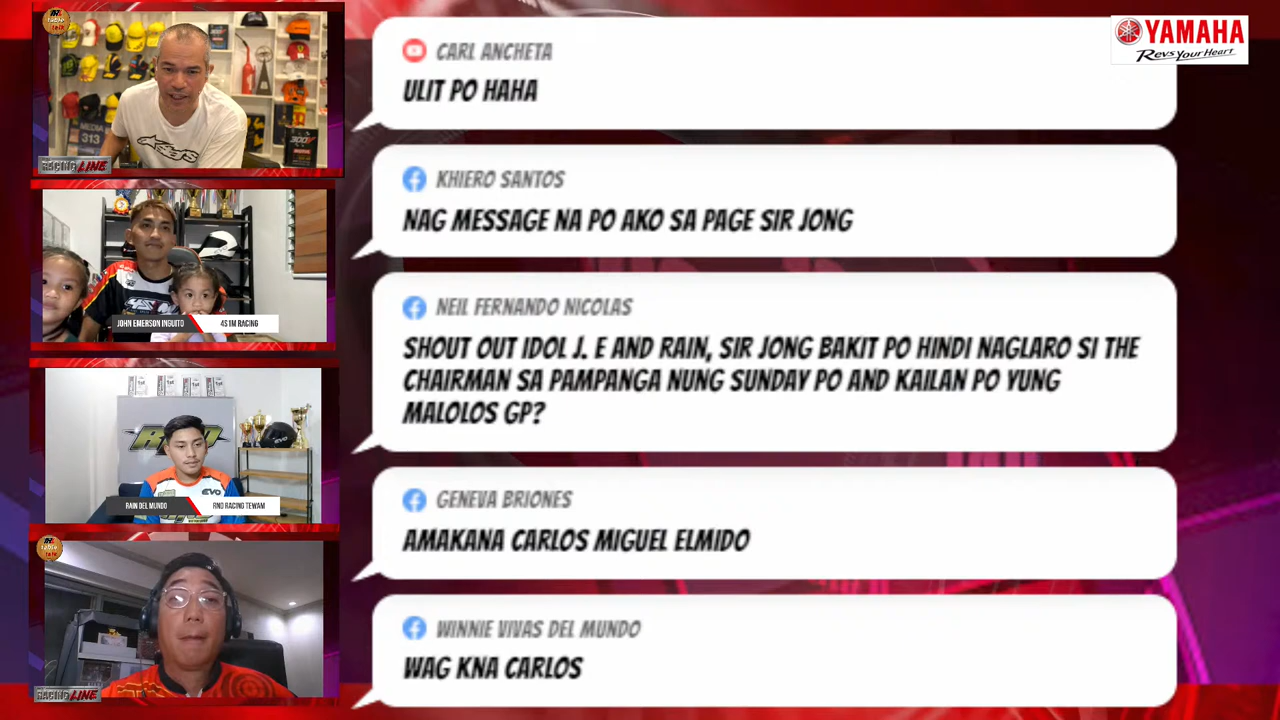 CARL ANCHETA
ULIT PO HAHA
KHIERO SANTOS
NAG MESSAGE NA PO AKO SA PAGE SIR JONG
NEIL FERNANDO NICOLAS
SHOUT OUT IDOL J. E AND RAIN, SIR JONG BAKIT PO HINDI NAGLARO SI THE
CHAIRMAN SA PAMPANGA NUNG SUNDAY PO AND KAILAN PO YUNG
MALOLOS GP?
GENEVA BRIONES
AMAKANA CARLOS MIGUEL ELMIDO
WINNIE VIVAS DEL MUNDO
WAG KNA CARLOS
YAMAHA
Revs Your Heart
MEDIA
313
300V
RACING LINE
JOHN EMERSON INGUITO
4S1M RACING
EVO
RAIN DEL MUNDO
RND RACING TEWAM
RACING LINE